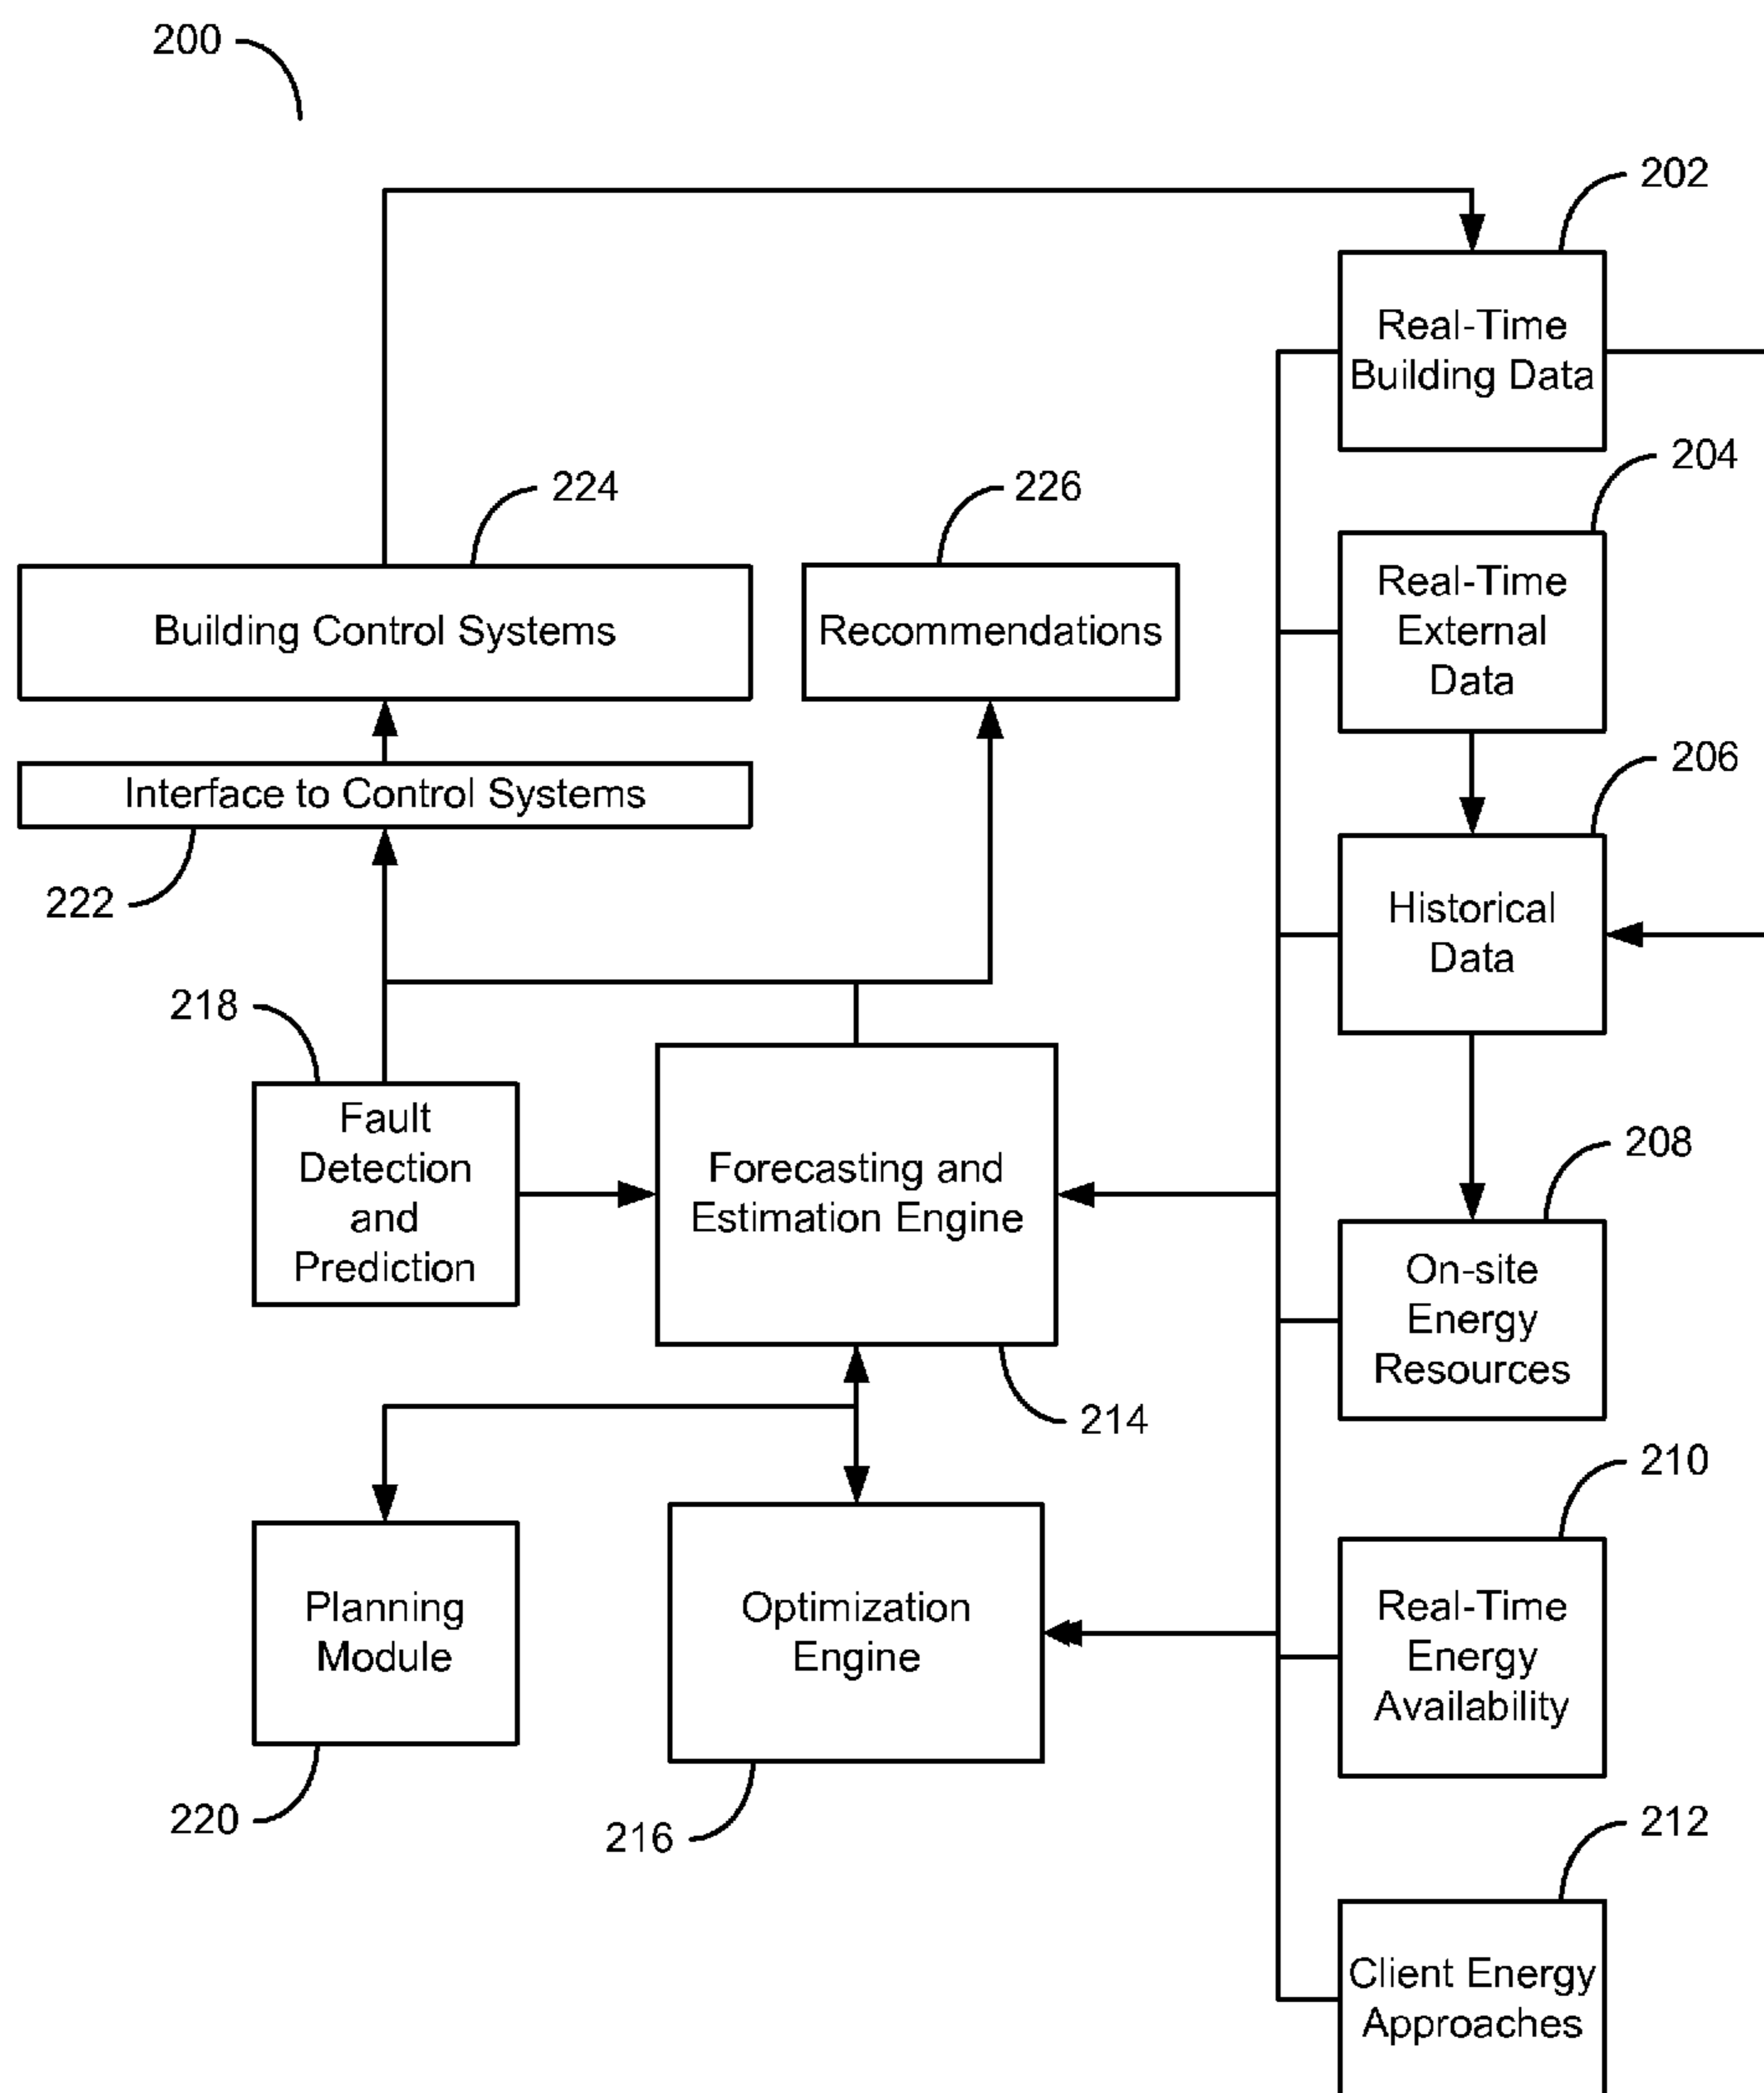 200
202
Real-Time
Building Data
204
Real-Time
External
Data
224
Building Control Systems
226
Recommendations
206
Historical
Data
Interface to Control Systems
222
218
Fault
Detection
and
Prediction
Forecasting and
Estimation Engine
214
208
On-site
Energy
Resources
210
Real-Time
Energy
Availability
Planning
Module
220
Optimization
Engine
216
212
Client Energy
Approaches